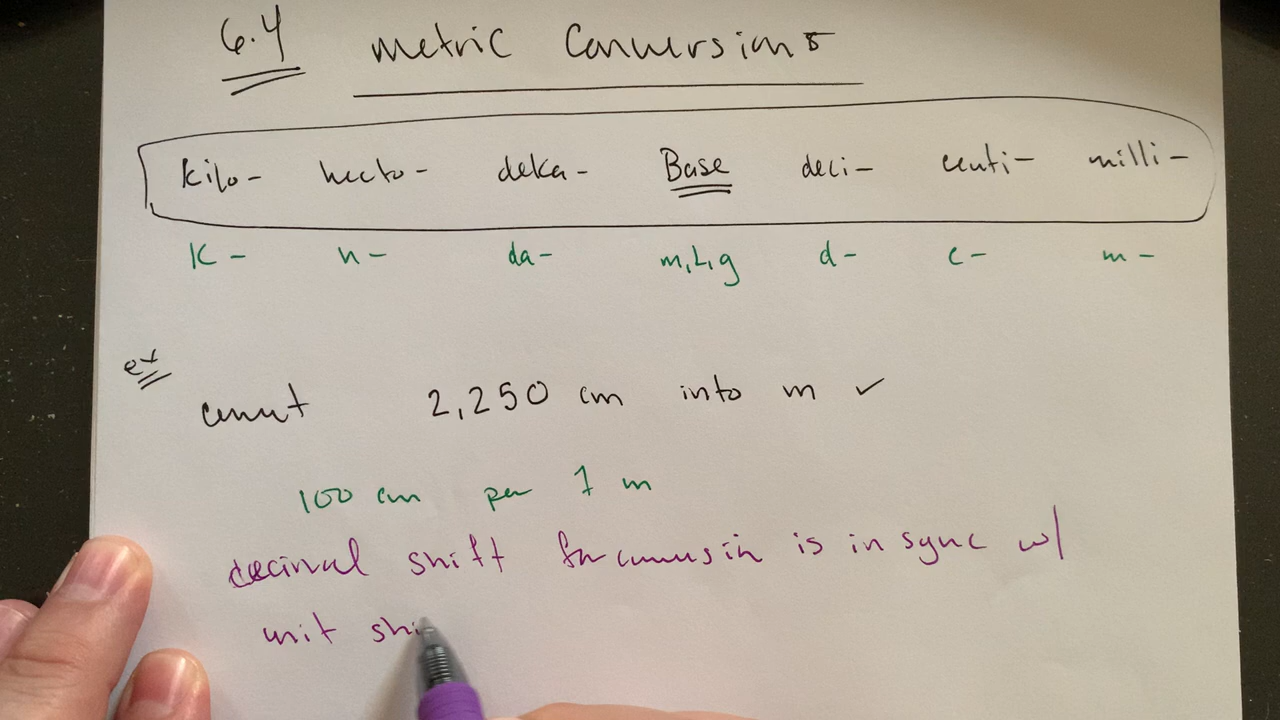 6.4 metric Conversions
kilo- hecto- deka- Base deci- centi- milli-
K- h- da- m, L, g d- c- m-
ex
convert 2,250 cm into m ✓
100 cm per 1 m
decimal shift for conversion is in sync w/
unit shi